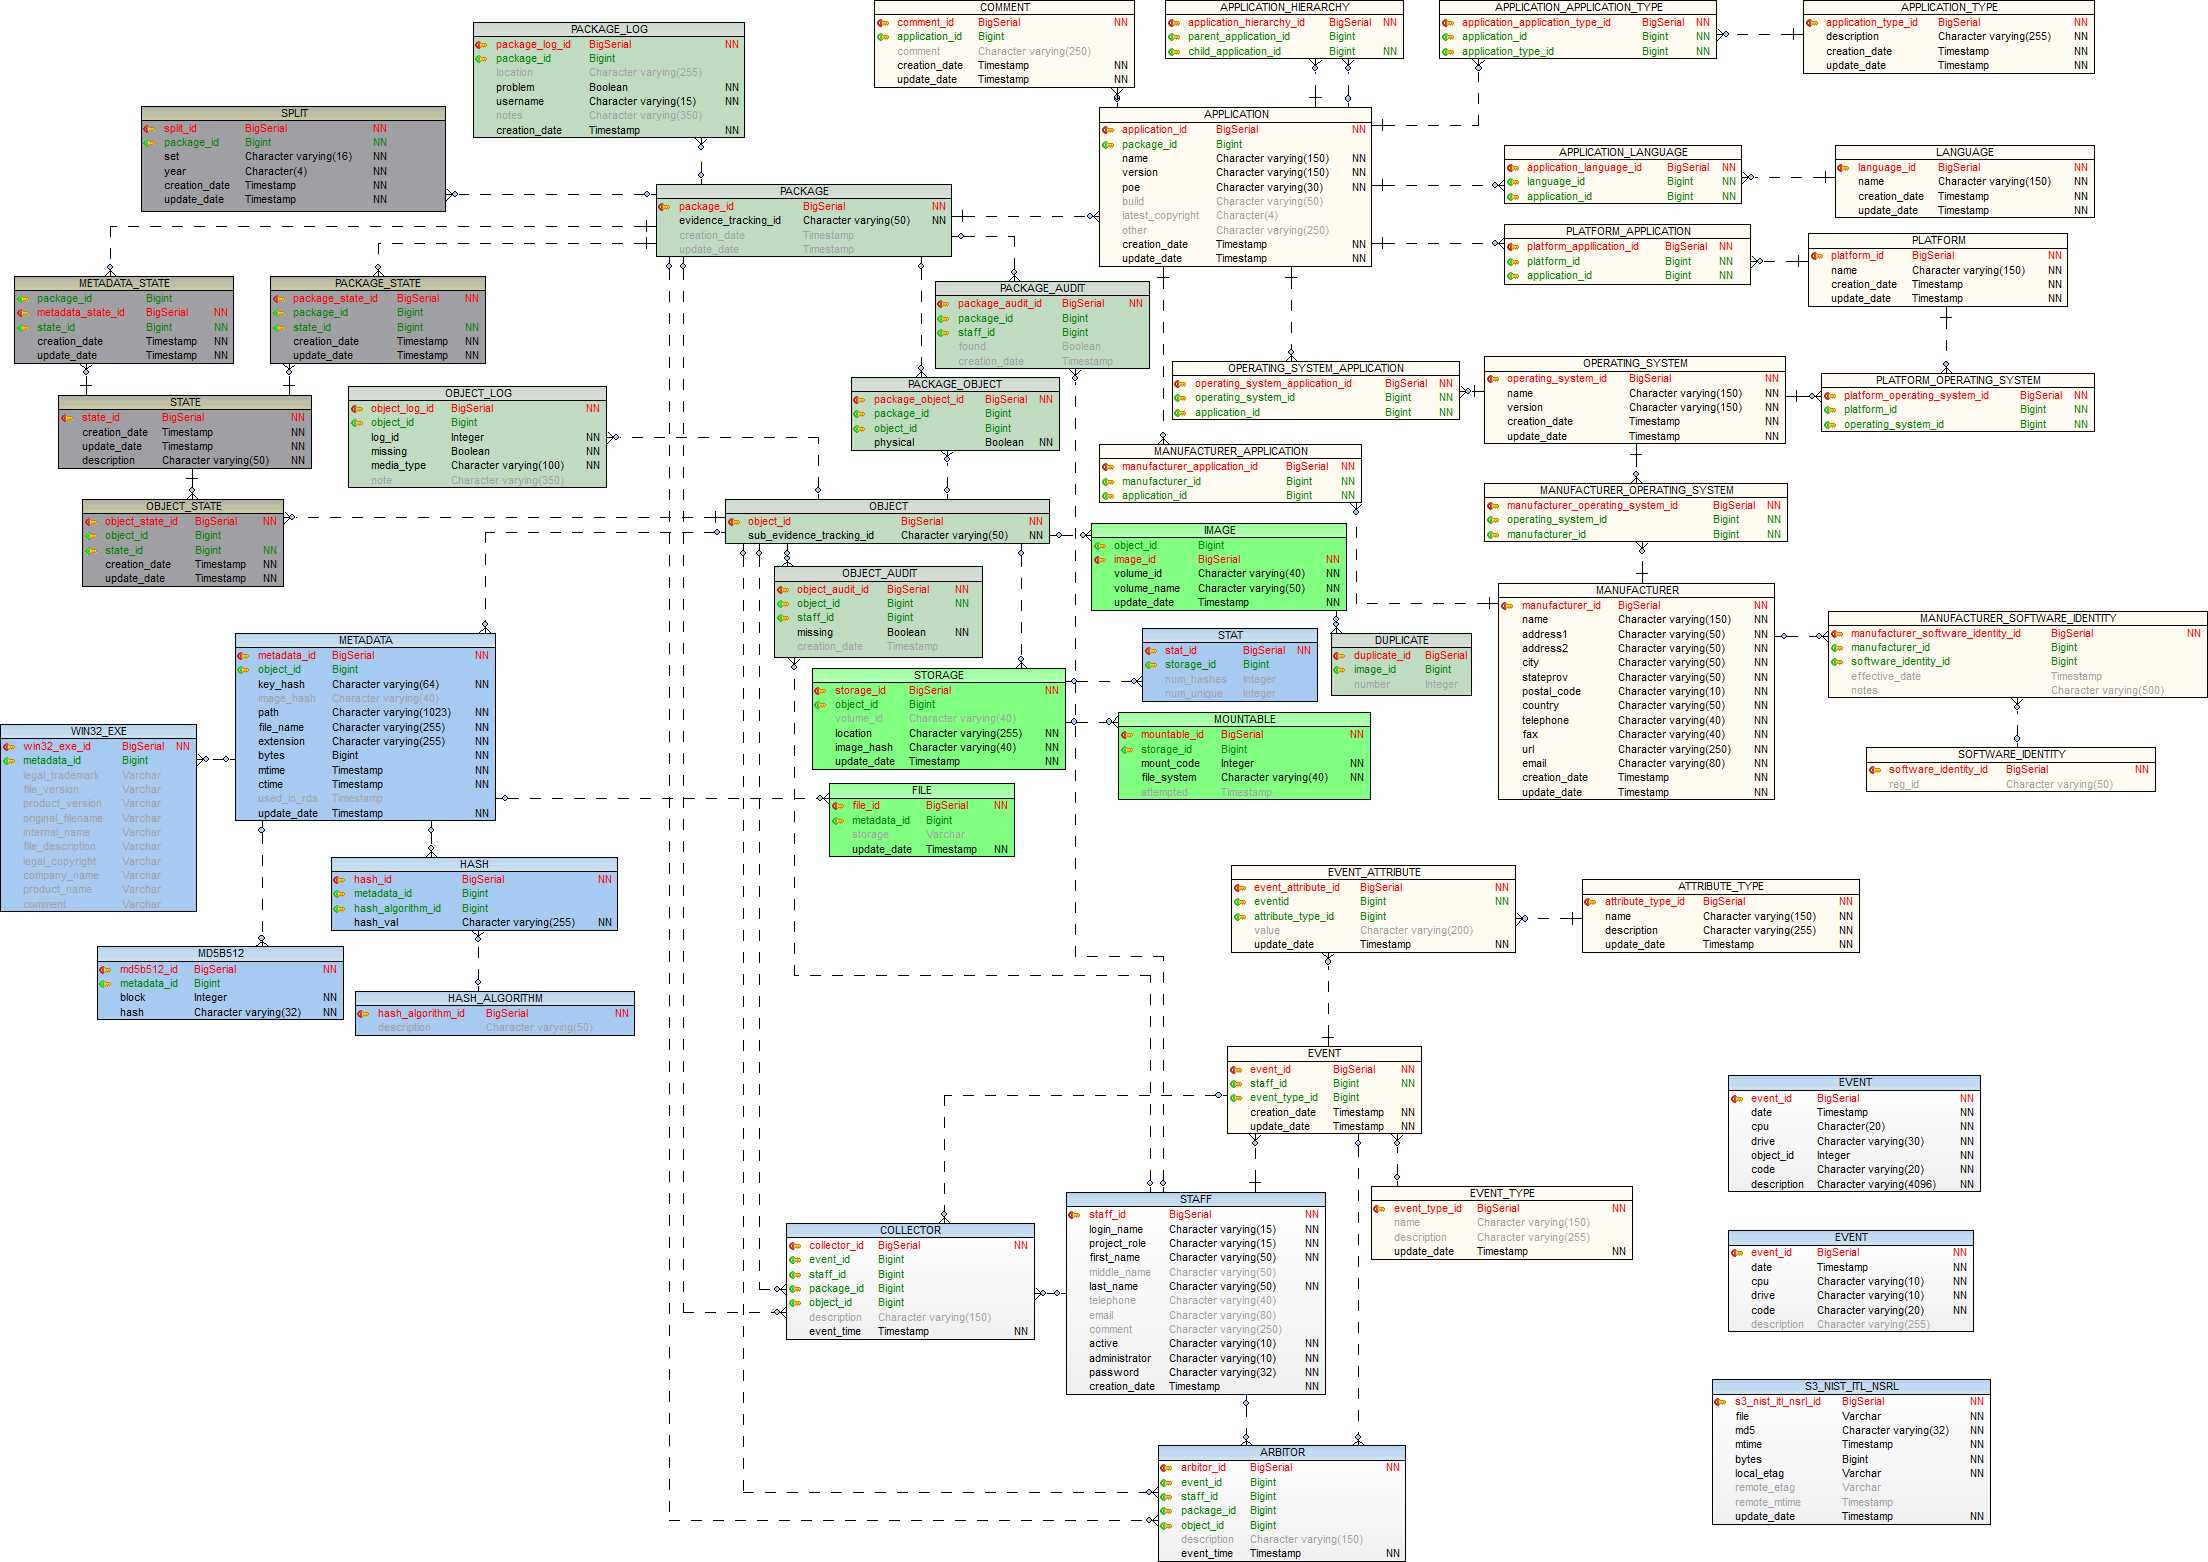 COMMENT
comment_id BigSerial NN
application_id Bigint
comment Character varying(250)
creation_date Timestamp NN
update_date Timestamp NN
APPLICATION_HIERARCHY
application_hierarchy_id BigSerial NN
parent_application_id Bigint
child_application_id Bigint NN
APPLICATION_APPLICATION_TYPE
application_application_type_id BigSerial NN
application_id Bigint NN
application_type_id Bigint NN
APPLICATION_TYPE
application_type_id BigSerial NN
description Character varying(255) NN
creation_date Timestamp NN
update_date Timestamp NN
PACKAGE_LOG
package_log_id BigSerial NN
package_id Bigint
location Character varying(255)
problem Boolean NN
username Character varying(15) NN
notes Character varying(350)
creation_date Timestamp NN
SPLIT
split_id BigSerial NN
package_id Bigint NN
set Character varying(16) NN
year Character(4) NN
creation_date Timestamp NN
update_date Timestamp NN
APPLICATION
application_id BigSerial NN
package_id Bigint
name Character varying(150) NN
version Character varying(150) NN
poe Character varying(30) NN
build Character varying(50)
latest_copyright Character(4)
other Character varying(250)
creation_date Timestamp NN
update_date Timestamp NN
APPLICATION_LANGUAGE
application_language_id BigSerial NN
language_id Bigint NN
application_id Bigint NN
LANGUAGE
language_id BigSerial NN
name Character varying(150) NN
creation_date Timestamp NN
update_date Timestamp NN
PACKAGE
package_id BigSerial NN
evidence_tracking_id Character varying(50) NN
creation_date Timestamp
update_date Timestamp
PLATFORM_APPLICATION
platform_appllication_id BigSerial NN
platform_id Bigint NN
application_id Bigint NN
PLATFORM
platform_id BigSerial NN
name Character varying(150) NN
creation_date Timestamp NN
update_date Timestamp NN
METADATA_STATE
package_id Bigint
metadata_state_id BigSerial NN
state_id Bigint NN
creation_date Timestamp NN
update_date Timestamp NN
PACKAGE_STATE
package_state_id BigSerial NN
package_id Bigint
state_id Bigint NN
creation_date Timestamp NN
update_date Timestamp NN
PACKAGE_AUDIT
package_audit_id BigSerial NN
package_id Bigint
staff_id Bigint
found Boolean
creation_date Timestamp
STATE
state_id BigSerial NN
creation_date Timestamp NN
update_date Timestamp NN
description Character varying(50) NN
OBJECT_LOG
object_log_id BigSerial NN
object_id Bigint
log_id Integer NN
missing Boolean NN
media_type Character varying(100) NN
note Character varying(350)
PACKAGE_OBJECT
package_object_id BigSerial NN
package_id Bigint
object_id Bigint
physical Boolean NN
OPERATING_SYSTEM_APPLICATION
operating_system_application_id BigSerial NN
operating_system_id Bigint NN
application_id Bigint NN
OPERATING_SYSTEM
operating_system_id BigSerial NN
name Character varying(150) NN
version Character varying(150) NN
creation_date Timestamp NN
update_date Timestamp NN
PLATFORM_OPERATING_SYSTEM
platform_operating_system_id BigSerial NN
platform_id Bigint NN
operating_system_id Bigint NN
MANUFACTURER_APPLICATION
manufacturer_application_id BigSerial NN
manufacturer_id Bigint NN
application_id Bigint NN
MANUFACTURER_OPERATING_SYSTEM
manufacturer_operating_system_id BigSerial NN
operating_system_id Bigint NN
manufacturer_id Bigint NN
OBJECT_STATE
object_state_id BigSerial NN
object_id Bigint
state_id Bigint NN
creation_date Timestamp NN
update_date Timestamp NN
OBJECT
object_id BigSerial NN
sub_evidence_tracking_id Character varying(50) NN
IMAGE
object_id Bigint
image_id BigSerial NN
volume_id Character varying(40) NN
volume_name Character varying(50) NN
update_date Timestamp NN
OBJECT_AUDIT
object_audit_id BigSerial NN
object_id Bigint NN
staff_id Bigint
missing Boolean NN
creation_date Timestamp
MANUFACTURER
manufacturer_id BigSerial NN
name Character varying(150) NN
address1 Character varying(50) NN
address2 Character varying(50) NN
city Character varying(50) NN
stateprov Character varying(50) NN
postal_code Character varying(10) NN
country Character varying(50) NN
telephone Character varying(40) NN
fax Character varying(40) NN
url Character varying(250) NN
email Character varying(80) NN
creation_date Timestamp NN
update_date Timestamp NN
MANUFACTURER_SOFTWARE_IDENTITY
manufacturer_software_identity_id BigSerial NN
manufacturer_id Bigint
software_identity_id Bigint
effective_date Timestamp
notes Character varying(500)
SOFTWARE_IDENTITY
software_identity_id BigSerial NN
reg_id Character varying(50)
STAT
stat_id BigSerial NN
storage_id Bigint
num_hashes Integer
num_unique Integer
DUPLICATE
duplicate_id BigSerial
image_id Bigint
number Integer
METADATA
metadata_id BigSerial NN
object_id Bigint
key_hash Character varying(64) NN
image_hash Character varying(40)
path Character varying(1023) NN
file_name Character varying(255) NN
extension Character varying(255) NN
bytes Bigint NN
mtime Timestamp NN
ctime Timestamp NN
used_in_rds Timestamp
update_date Timestamp NN
STORAGE
storage_id BigSerial NN
object_id Bigint
volume_id Character varying(40)
location Character varying(255) NN
image_hash Character varying(40) NN
update_date Timestamp NN
MOUNTABLE
mountable_id BigSerial NN
storage_id Bigint
mount_code Integer NN
file_system Character varying(40) NN
attempted Timestamp
WIN32_EXE
win32_exe_id BigSerial NN
metadata_id Bigint
legal_trademark Varchar
file_version Varchar
product_version Varchar
original_filename Varchar
internal_name Varchar
file_description Varchar
legal_copyright Varchar
company_name Varchar
product_name Varchar
comment Varchar
FILE
file_id BigSerial NN
metadata_id Bigint
storage Varchar
update_date Timestamp NN
HASH
hash_id BigSerial NN
metadata_id Bigint
hash_algorithm_id Bigint
hash_val Character varying(255) NN
MD5B512
md5b512_id BigSerial NN
metadata_id Bigint
block Integer NN
hash Character varying(32) NN
HASH_ALGORITHM
hash_algorithm_id BigSerial NN
description Character varying(50)
EVENT_ATTRIBUTE
event_attribute_id BigSerial NN
eventid Bigint NN
attribute_type_id Bigint
value Character varying(200)
update_date Timestamp NN
ATTRIBUTE_TYPE
attribute_type_id BigSerial NN
name Character varying(150) NN
description Character varying(255) NN
update_date Timestamp NN
EVENT
event_id BigSerial NN
staff_id Bigint NN
event_type_id Bigint
creation_date Timestamp NN
update_date Timestamp NN
EVENT
event_id BigSerial NN
date Timestamp NN
cpu Character(20) NN
drive Character varying(30) NN
object_id Integer NN
code Character varying(20) NN
description Character varying(4096) NN
STAFF
staff_id BigSerial NN
login_name Character varying(15) NN
project_role Character varying(15) NN
first_name Character varying(50) NN
middle_name Character varying(50)
last_name Character varying(50) NN
telephone Character varying(40)
email Character varying(80)
comment Character varying(250)
active Character varying(10) NN
administrator Character varying(10) NN
password Character varying(32) NN
creation_date Timestamp NN
EVENT_TYPE
event_type_id BigSerial NN
name Character varying(150)
description Character varying(255)
update_date Timestamp NN
COLLECTOR
collector_id BigSerial NN
event_id Bigint
staff_id Bigint
package_id Bigint
object_id Bigint
description Character varying(150)
event_time Timestamp NN
EVENT
event_id BigSerial NN
date Timestamp NN
cpu Character varying(10) NN
drive Character varying(10) NN
code Character varying(20) NN
description Character varying(255)
S3_NIST_ITL_NSRL
s3_nist_itl_nsrl_id BigSerial NN
file Varchar NN
md5 Character varying(32) NN
mtime Timestamp NN
bytes Bigint NN
local_etag Varchar NN
remote_etag Varchar
remote_mtime Timestamp
update_date Timestamp NN
ARBITOR
arbitor_id BigSerial NN
event_id Bigint
staff_id Bigint
package_id Bigint
object_id Bigint
description Character varying(150)
event_time Timestamp NN